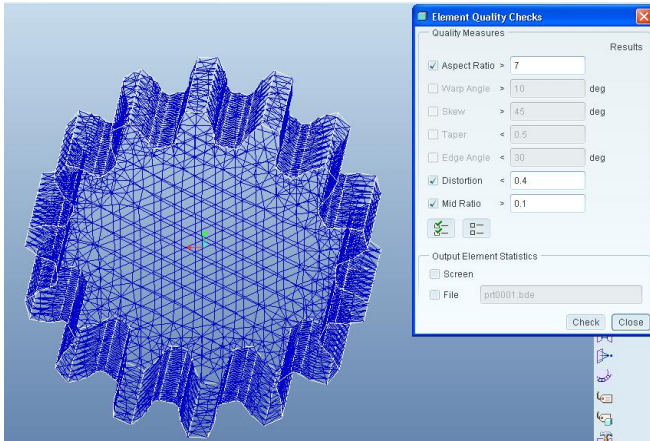 Element Quality Checks
Quality Measures
Results
Aspect Ratio > 7
Warp Angle > 10 deg
Skew > 45 deg
Taper < 0.5
Edge Angle < 30 deg
Distortion < 0.4
Mid Ratio > 0.1
Output Element Statistics
Screen
File prt0001.bde
Check Close